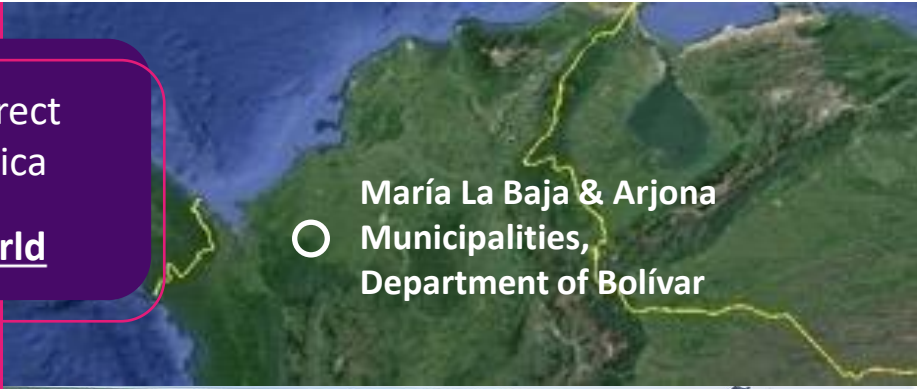 rect
ica
rld
María La Baja & Arjona
Municipalities,
Department of Bolívar